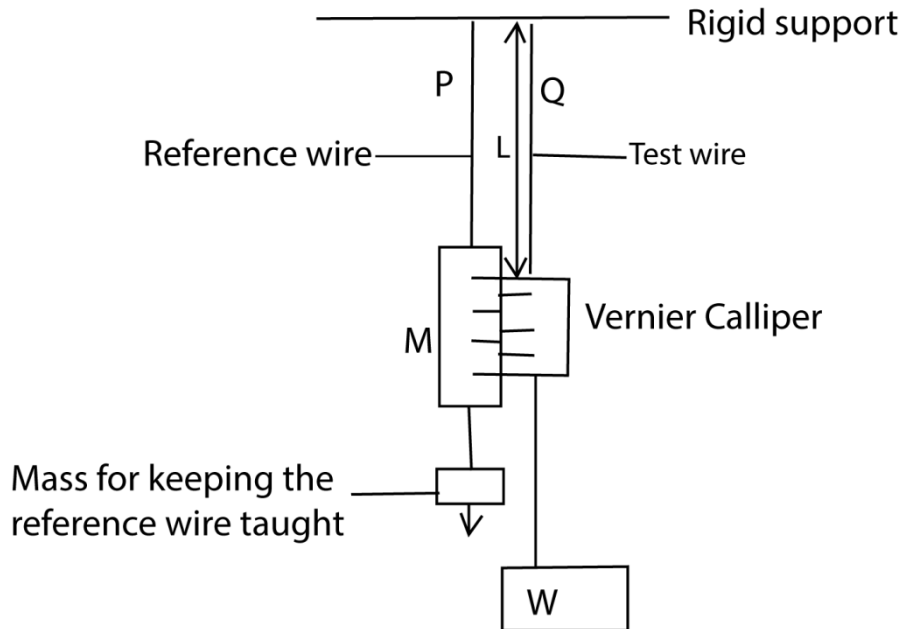 Rigid support
P
Q
Reference wire
L
Test wire
M
Vernier Calliper
Mass for keeping the
reference wire taught
W